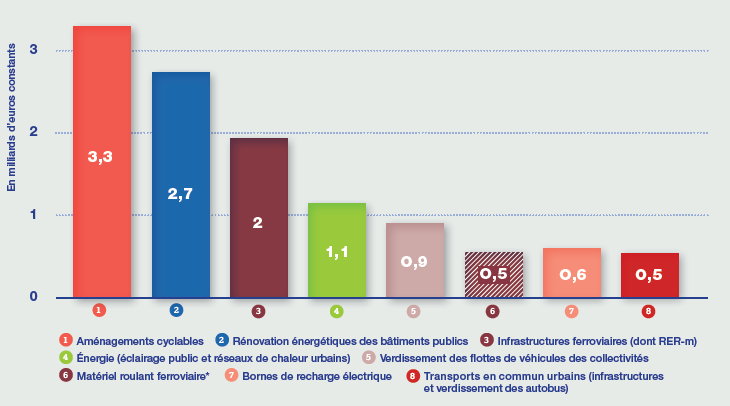 En milliards d'euros constants
3
2
1
0
3,3
2,7
2
1,1
0,9
0,5
0,6
0,5
1 2 3 4 5 6 7 8
1 Aménagements cyclables 2 Rénovation énergétiques des bâtiments publics 3 Infrastructures ferroviaires (dont RER-m)
4 Énergie (éclairage public et réseaux de chaleur urbains) 5 Verdissement des flottes de véhicules des collectivités
6 Matériel roulant ferroviaire* 7 Bornes de recharge électrique 8 Transports en commun urbains (infrastructures
et verdissement des autobus)